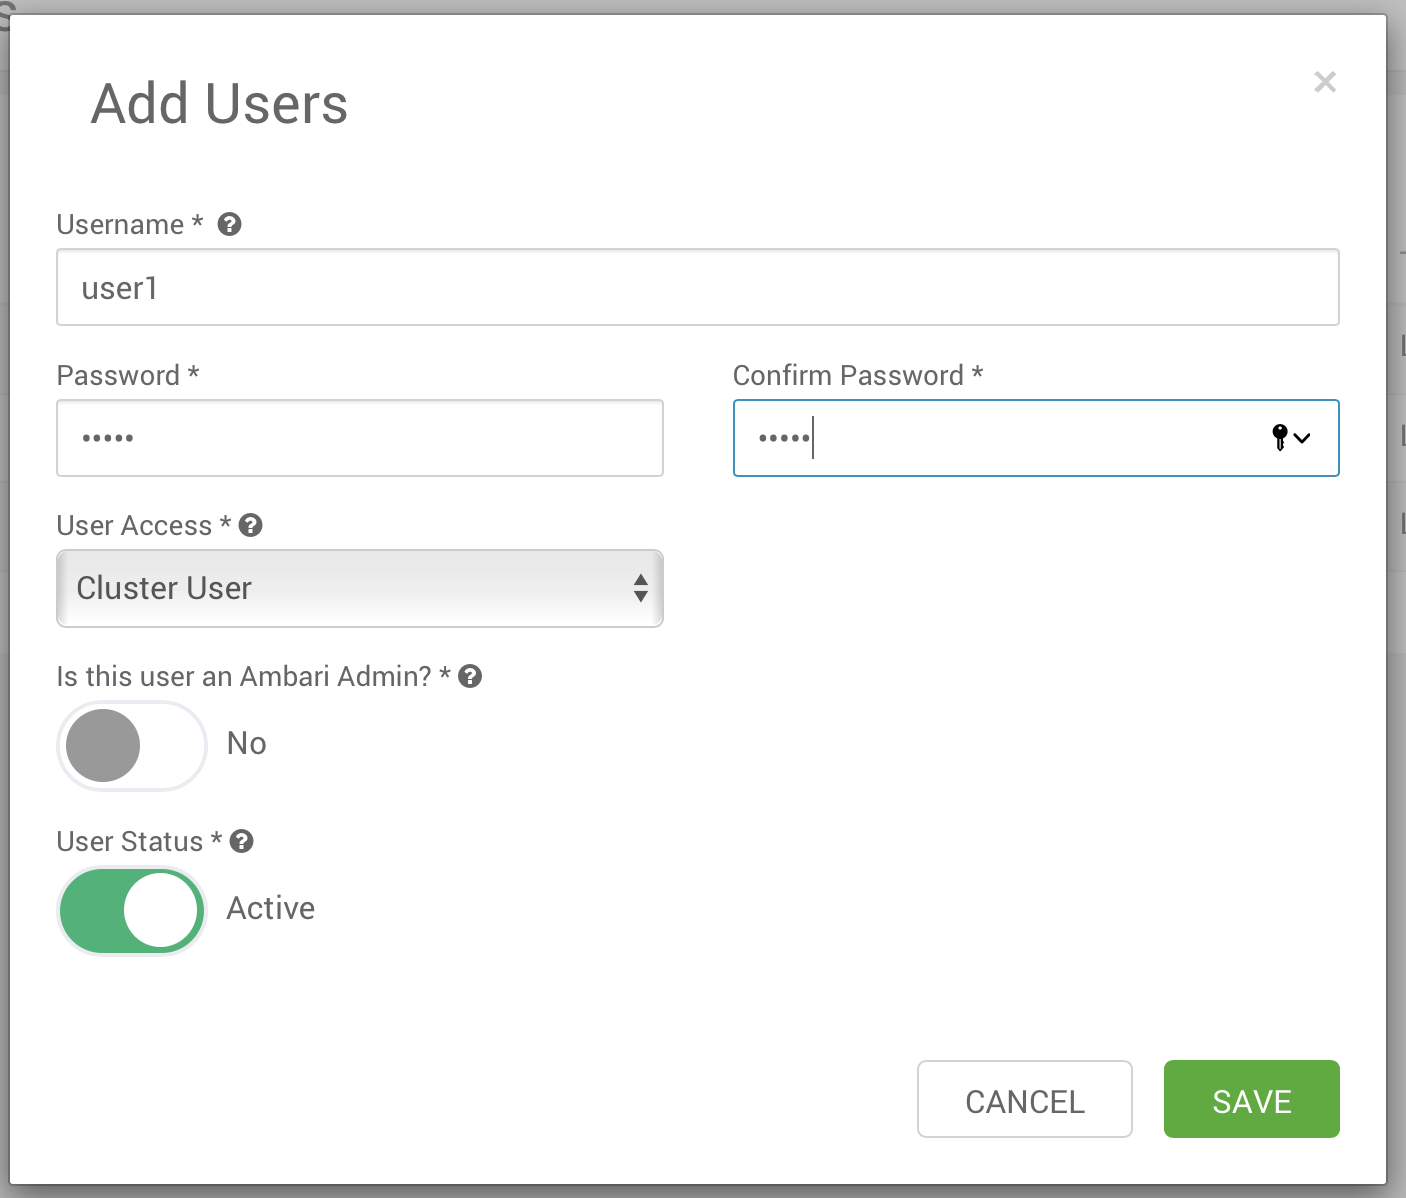 Add Users
×
Username * ?
user1
Password *
Confirm Password *
•••••
•••••
User Access * ?
Cluster User
Is this user an Ambari Admin? * ?
No
User Status * ?
Active
CANCEL
SAVE